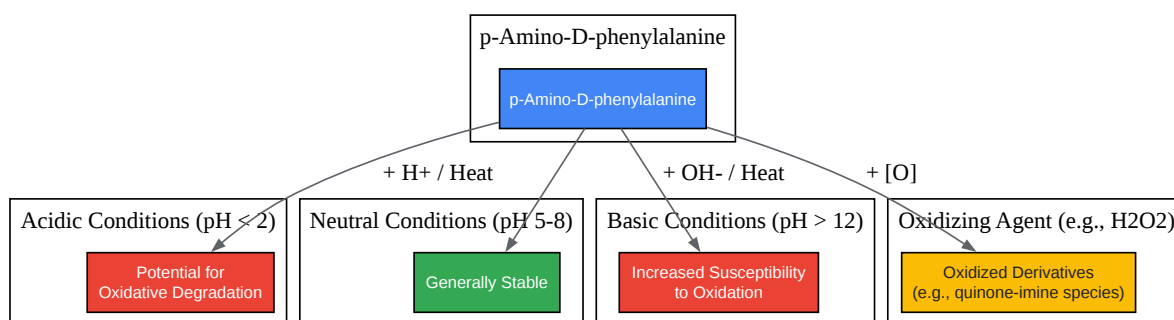 p-Amino-D-phenylalanine
p-Amino-D-phenylalanine
+ H+ / Heat
+ OH- / Heat
+ [O]
Acidic Conditions (pH < 2)
Neutral Conditions (pH 5-8)
Basic Conditions (pH > 12)
Oxidizing Agent (e.g., H2O2)
Potential for
Oxidative Degradation
Generally Stable
Increased Susceptibility
to Oxidation
Oxidized Derivatives
(e.g., quinone-imine species)